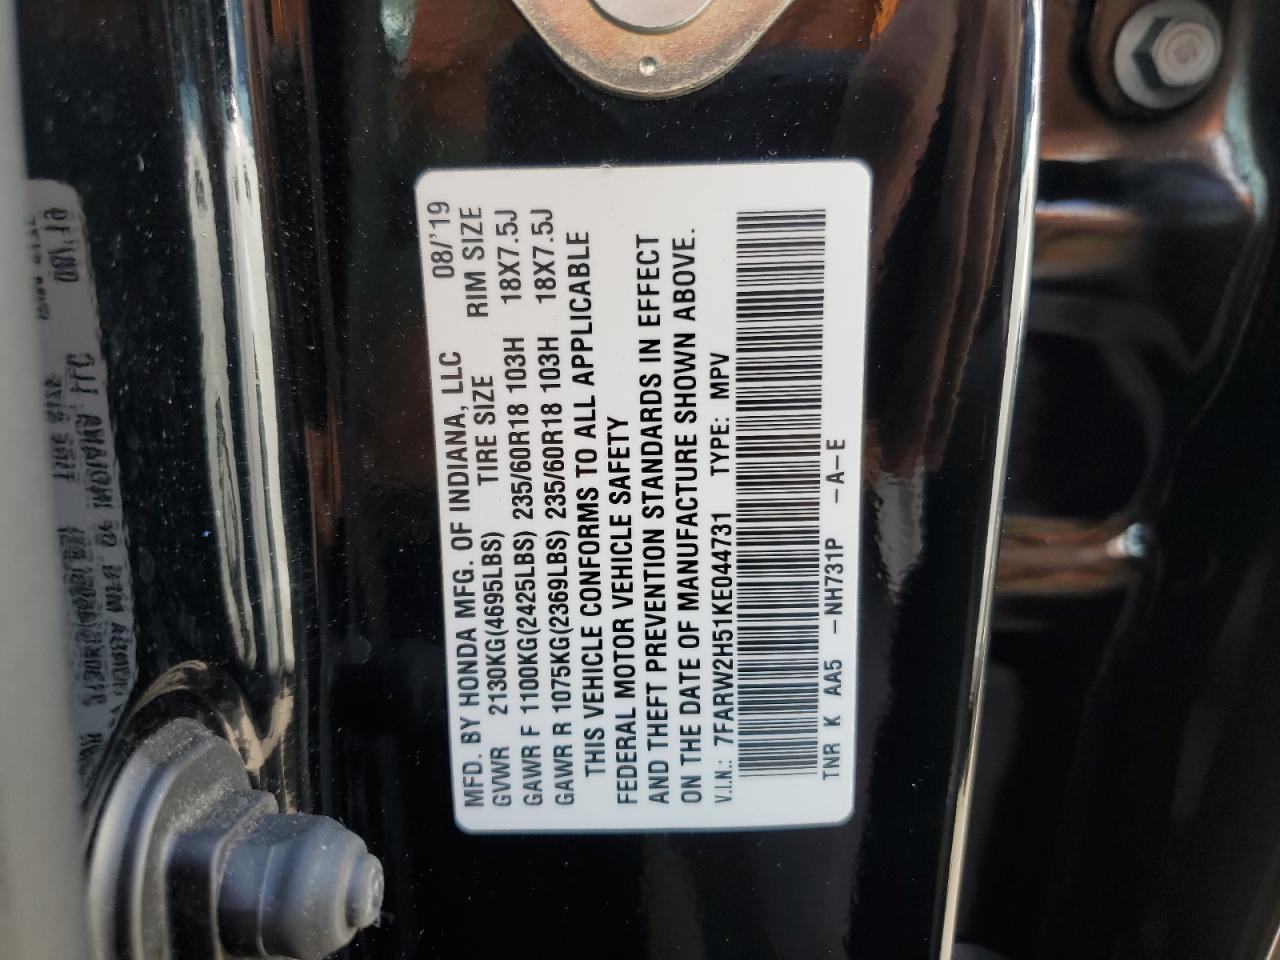 MFD. BY HONDA MFG. OF INDIANA, LLC 08/'19
GVWR 2130KG(4695LBS) TIRE SIZE RIM SIZE
GAWR F 1100KG(2425LBS) 235/60R18 103H 18X7.5J
GAWR R 1075KG(2369LBS) 235/60R18 103H 18X7.5J
THIS VEHICLE CONFORMS TO ALL APPLICABLE
FEDERAL MOTOR VEHICLE SAFETY
AND THEFT PREVENTION STANDARDS IN EFFECT
ON THE DATE OF MANUFACTURE SHOWN ABOVE.
V.I.N.: 7FARW2H51KE044731 TYPE: MPV
TNR K AA5 -NH731P -A-E